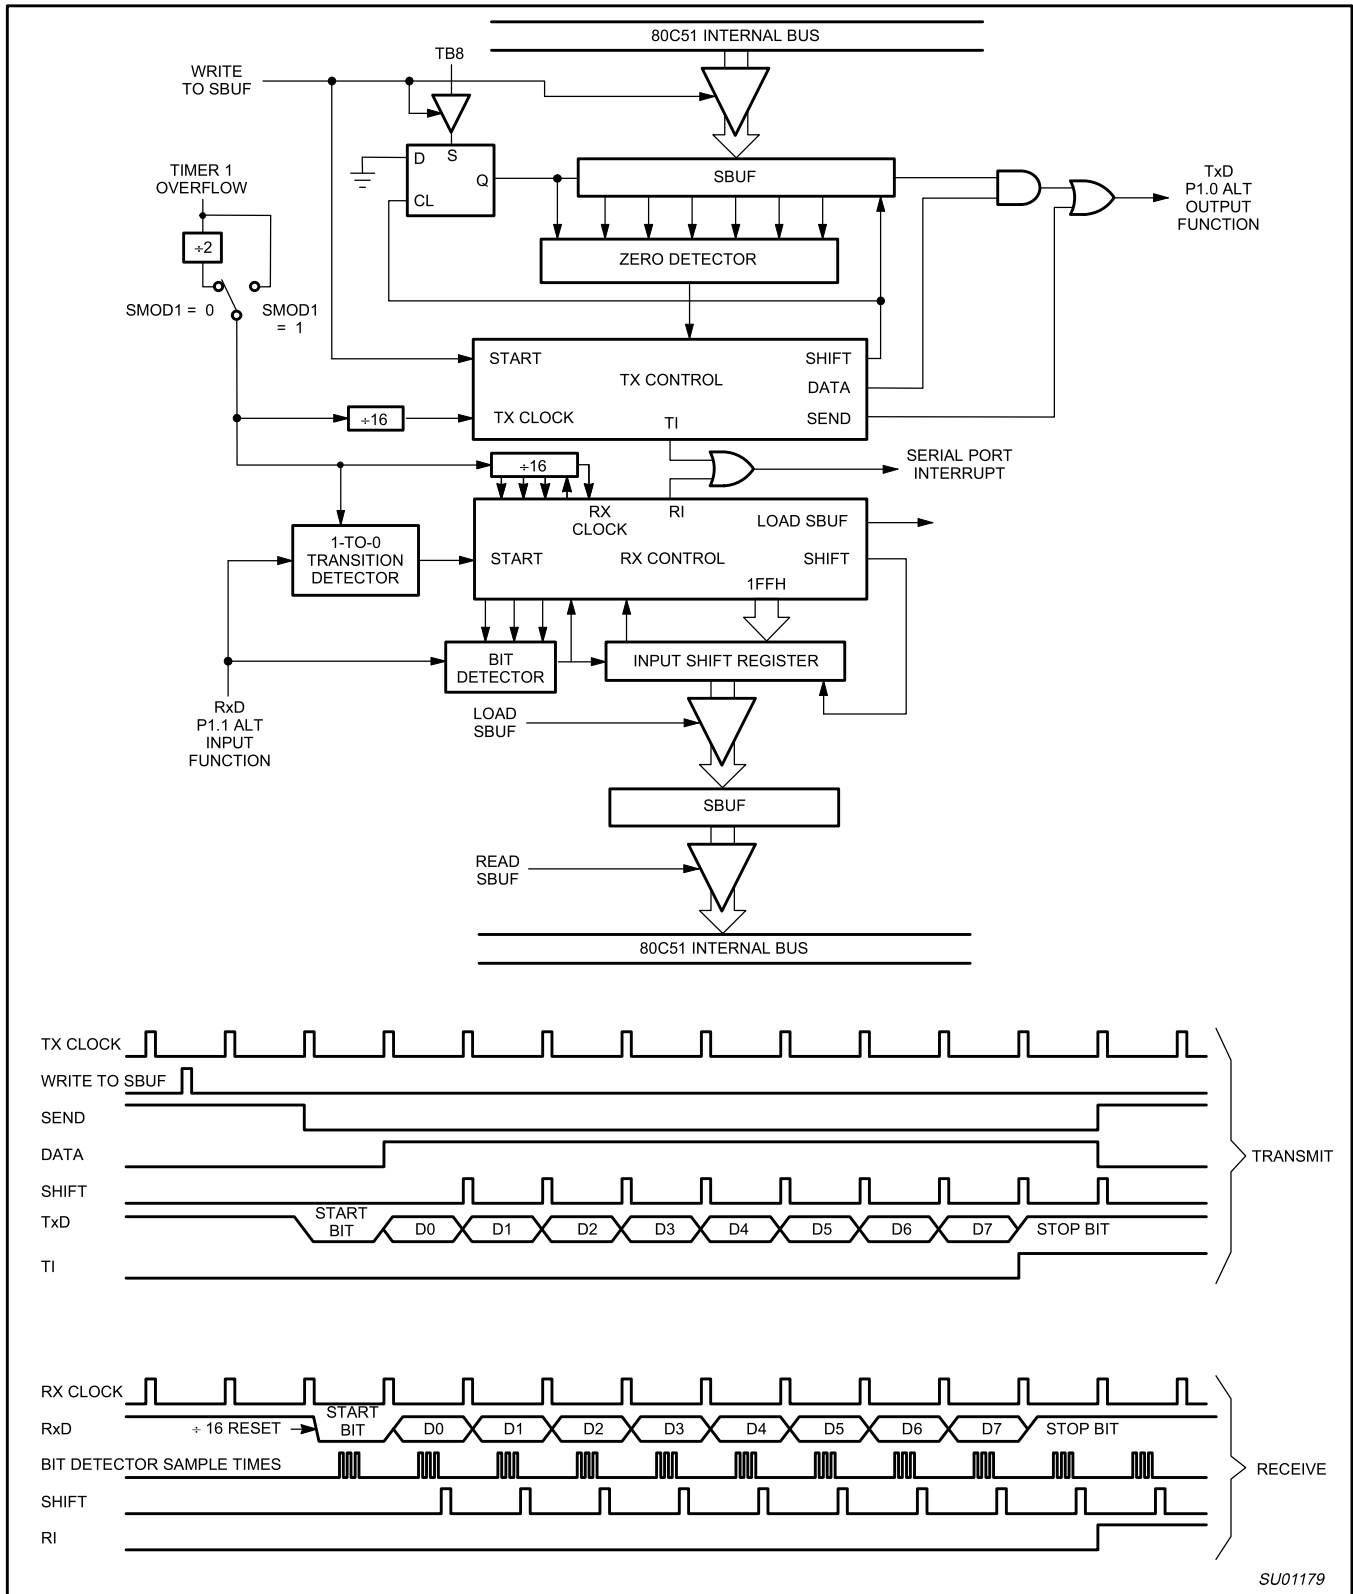 80C51 INTERNAL BUS
TB8
WRITE
TO SBUF
D
S
Q
CL
SBUF
TxD
P1.0 ALT
OUTPUT
FUNCTION
TIMER 1
OVERFLOW
÷2
ZERO DETECTOR
SMOD1 = 0
SMOD1
= 1
START
SHIFT
TX CONTROL
DATA
TX CLOCK
TI
SEND
÷16
SERIAL PORT
INTERRUPT
÷16
RX
CLOCK
RI
LOAD SBUF
1-TO-0
TRANSITION
DETECTOR
START
RX CONTROL
SHIFT
1FFH
BIT
DETECTOR
INPUT SHIFT REGISTER
RxD
P1.1 ALT
INPUT
FUNCTION
LOAD
SBUF
SBUF
READ
SBUF
80C51 INTERNAL BUS
TX CLOCK
WRITE TO SBUF
SEND
DATA
TRANSMIT
SHIFT
TxD
START
BIT
D0 D1 D2 D3 D4 D5 D6 D7 STOP BIT
TI
RX CLOCK
RxD
÷ 16 RESET
START
BIT
D0 D1 D2 D3 D4 D5 D6 D7 STOP BIT
BIT DETECTOR SAMPLE TIMES
RECEIVE
SHIFT
RI
SU01179